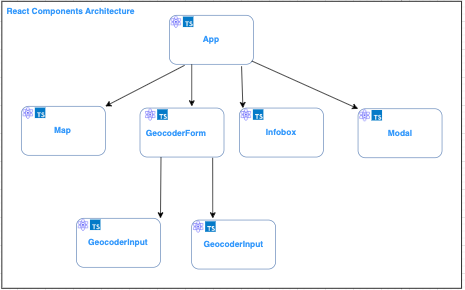 React Components Architecture
TS
App
TS
Map
TS
GeocoderForm
TS
Infobox
TS
Modal
TS
GeocoderInput
TS
GeocoderInput